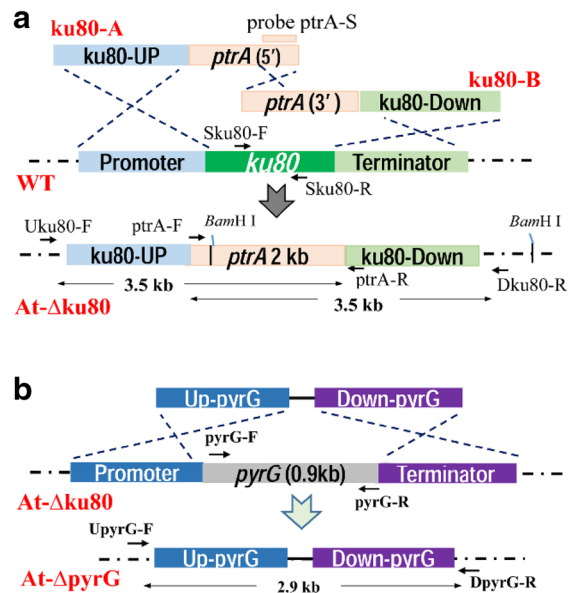 a
probe ptrA-S
ku80-A
ku80-UP ptrA (5′)
ku80-B
ptrA (3′) ku80-Down
Sku80-F
Promoter ku80 Terminator
WT
Sku80-R
Uku80-F ptrA-F BamH I BamH I
ku80-UP ptrA 2 kb ku80-Down
ptrA-R
3.5 kb Dku80-R
At-Δku80 3.5 kb
b
Up-pyrG Down-pyrG
pyrG-F
Promoter pyrG (0.9kb) Terminator
At-Δku80 pyrG-R
UpyrG-F
Up-pyrG Down-pyrG
At-ΔpyrG 2.9 kb DpyrG-R